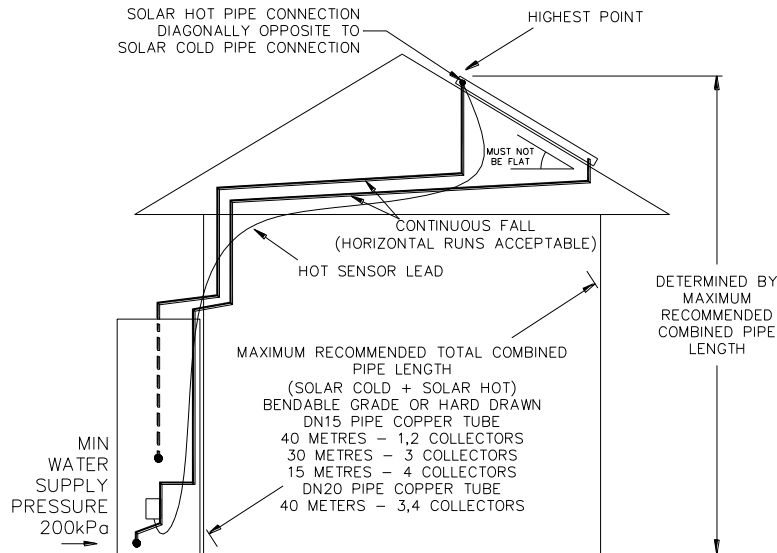 SOLAR HOT PIPE CONNECTION
DIAGONALLY OPPOSITE TO
SOLAR COLD PIPE CONNECTION
HIGHEST POINT
MUST NOT
BE FLAT
CONTINUOUS FALL
(HORIZONTAL RUNS ACCEPTABLE)
HOT SENSOR LEAD
DETERMINED BY
MAXIMUM
RECOMMENDED
COMBINED PIPE
LENGTH
MAXIMUM RECOMMENDED TOTAL COMBINED
PIPE LENGTH
(SOLAR COLD + SOLAR HOT)
BENDABLE GRADE OR HARD DRAWN
DN15 PIPE COPPER TUBE
40 METRES – 1,2 COLLECTORS
30 METRES – 3 COLLECTORS
15 METRES – 4 COLLECTORS
DN20 PIPE COPPER TUBE
40 METERS – 3,4 COLLECTORS
MIN
WATER
SUPPLY
PRESSURE
200kPa